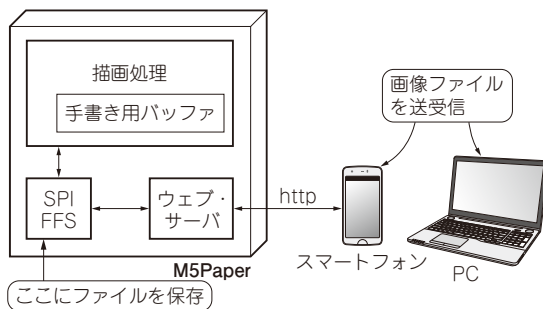 描画処理
手書き用バッファ
画像ファイル
を送受信
SPI
FFS
ウェブ・
サーバ
http
M5Paper
スマートフォン
PC
ここにファイルを保存